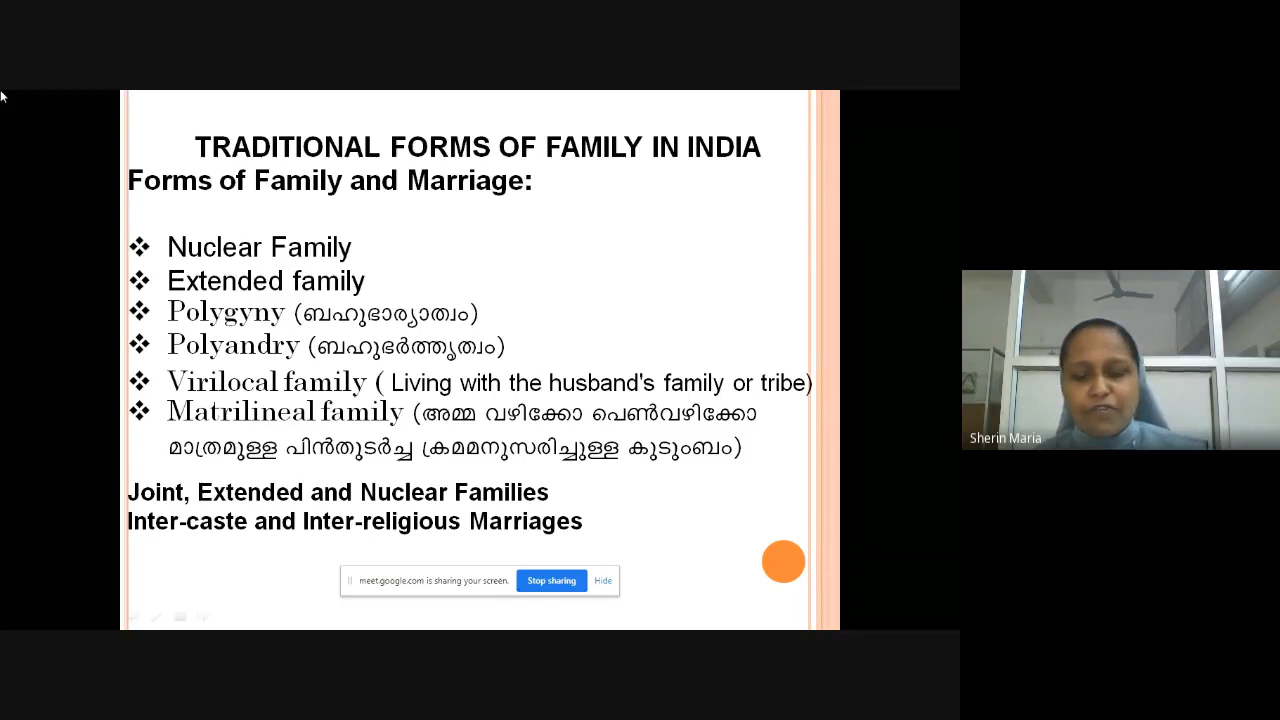 TRADITIONAL FORMS OF FAMILY IN INDIA
Forms of Family and Marriage:
❖ Nuclear Family
❖ Extended family
❖ Polygyny (ബഹുഭാര്യാത്വം)
❖ Polyandry (ബഹുഭർത്തൃത്വം)
❖ Virilocal family ( Living with the husband's family or tribe)
❖ Matrilineal family (അമ്മ വഴിക്കോ പെൺവഴിക്കോ
മാത്രമുള്ള പിൻതുടർച്ച ക്രമമനുസരിച്ചുള്ള കുടുംബം)
Joint, Extended and Nuclear Families
Inter-caste and Inter-religious Marriages
meet.google.com is sharing your screen. Stop sharing Hide
Sherin Maria